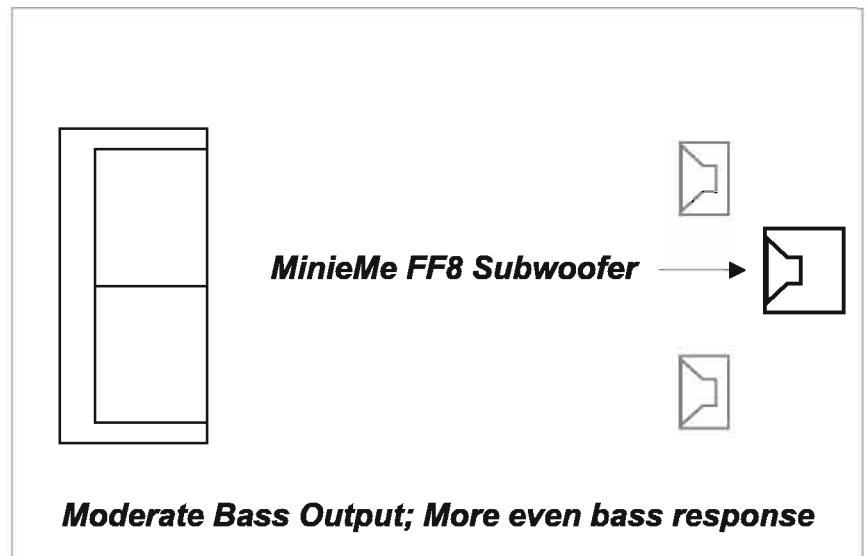 MinieMe FF8 Subwoofer
Moderate Bass Output; More even bass response